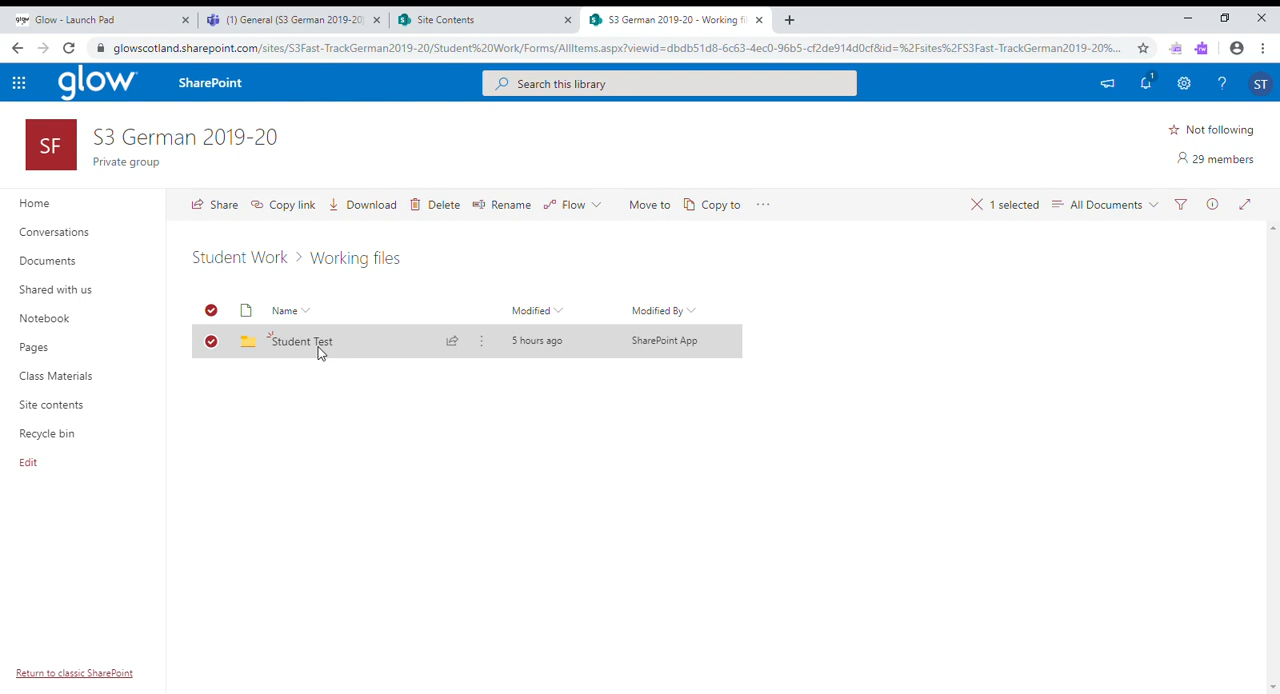 Glow - Launch Pad
(1) General (S3 German 2019-20)
Site Contents
S3 German 2019-20 - Working fi
glowscotland.sharepoint.com/sites/S3Fast-TrackGerman2019-20/Student%20Work/Forms/AllItems.aspx?viewid=dbdb51d8-6c63-4ec0-96b5-cf2de914d0cf&id=%2Fsites%2FS3Fast-TrackGerman2019-20%...
glow
SharePoint
Search this library
1
?
ST
SF
S3 German 2019-20
Private group
Not following
29 members
Home
Conversations
Documents
Shared with us
Notebook
Pages
Class Materials
Site contents
Recycle bin
Edit
Share
Copy link
Download
Delete
Rename
Flow
Move to
Copy to
...
1 selected
All Documents
Student Work > Working files
Name
Modified
Modified By
Student Test
5 hours ago
SharePoint App
Return to classic SharePoint